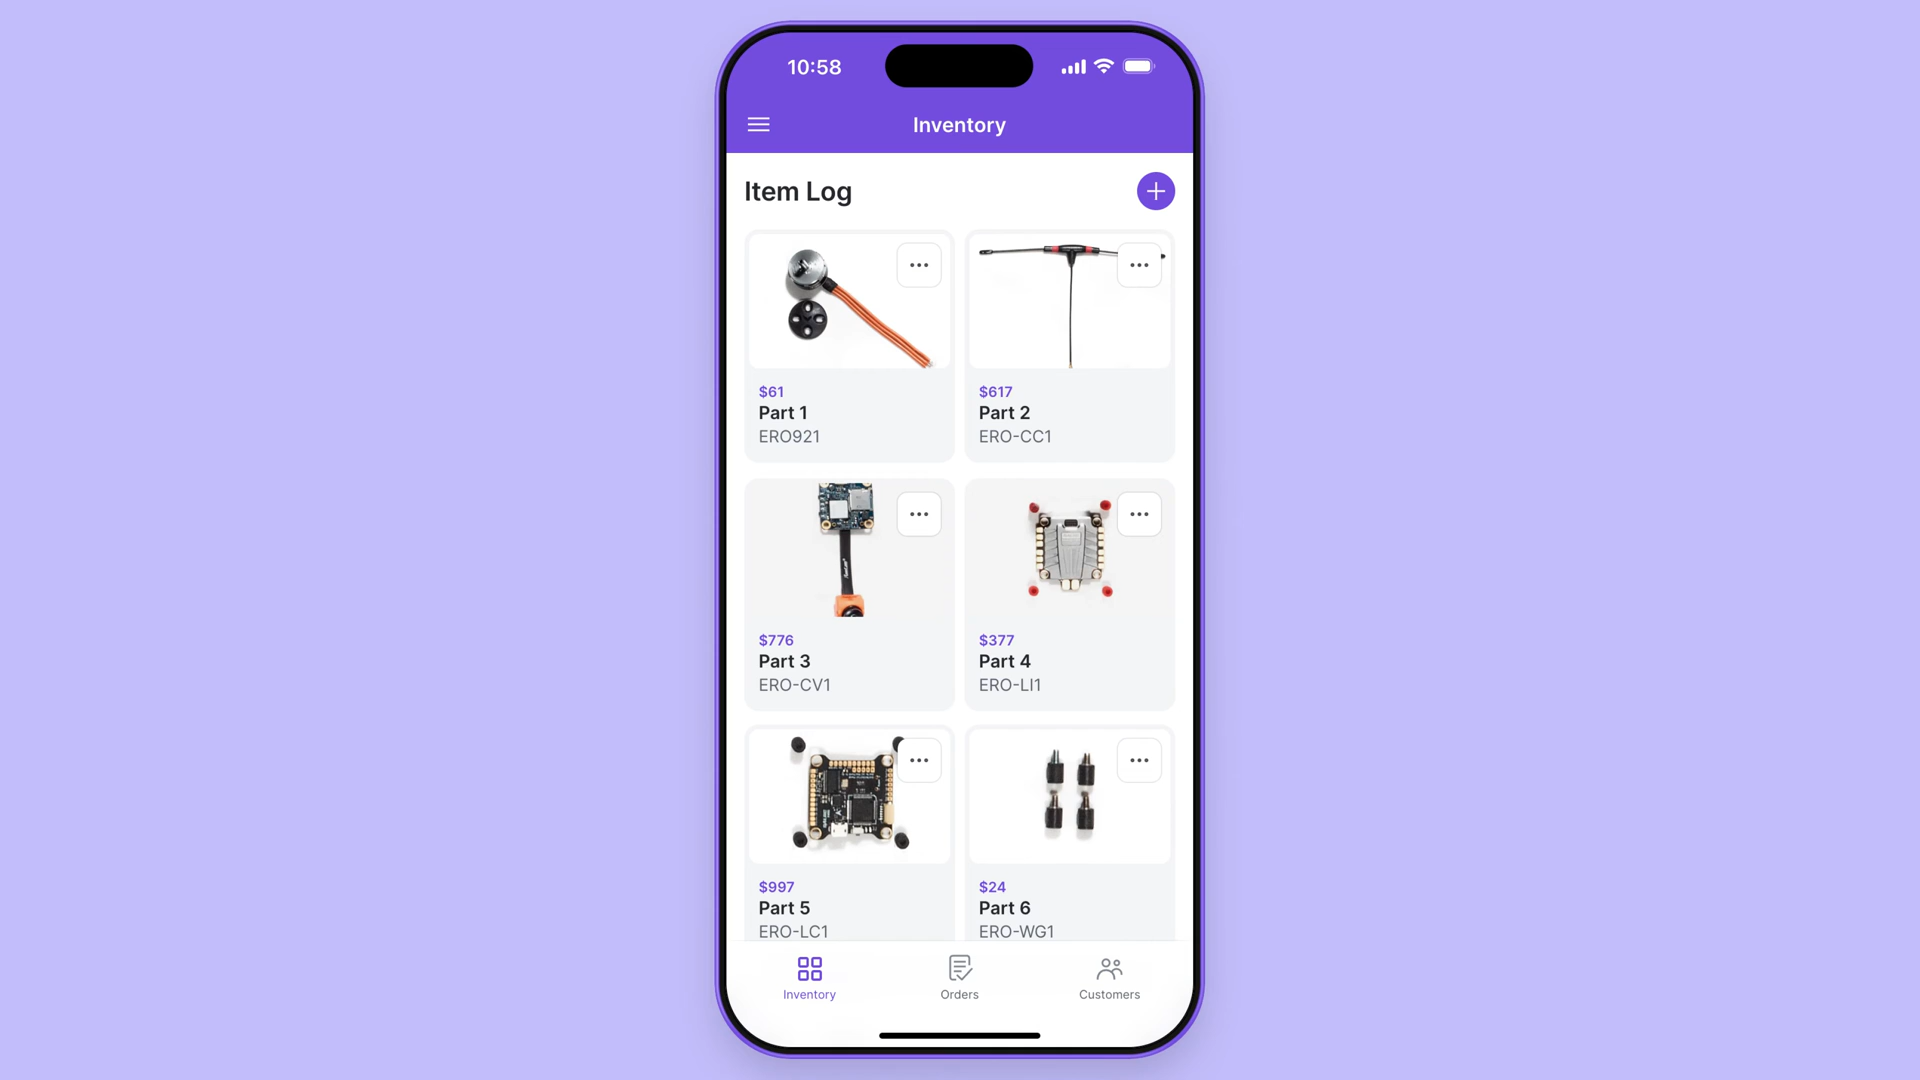 10:58
Inventory
Item Log
$61
Part 1
ERO921
$617
Part 2
ERO-CC1
$776
Part 3
ERO-CV1
$377
Part 4
ERO-LI1
$997
Part 5
ERO-LC1
$24
Part 6
ERO-WG1
Inventory
Orders
Customers